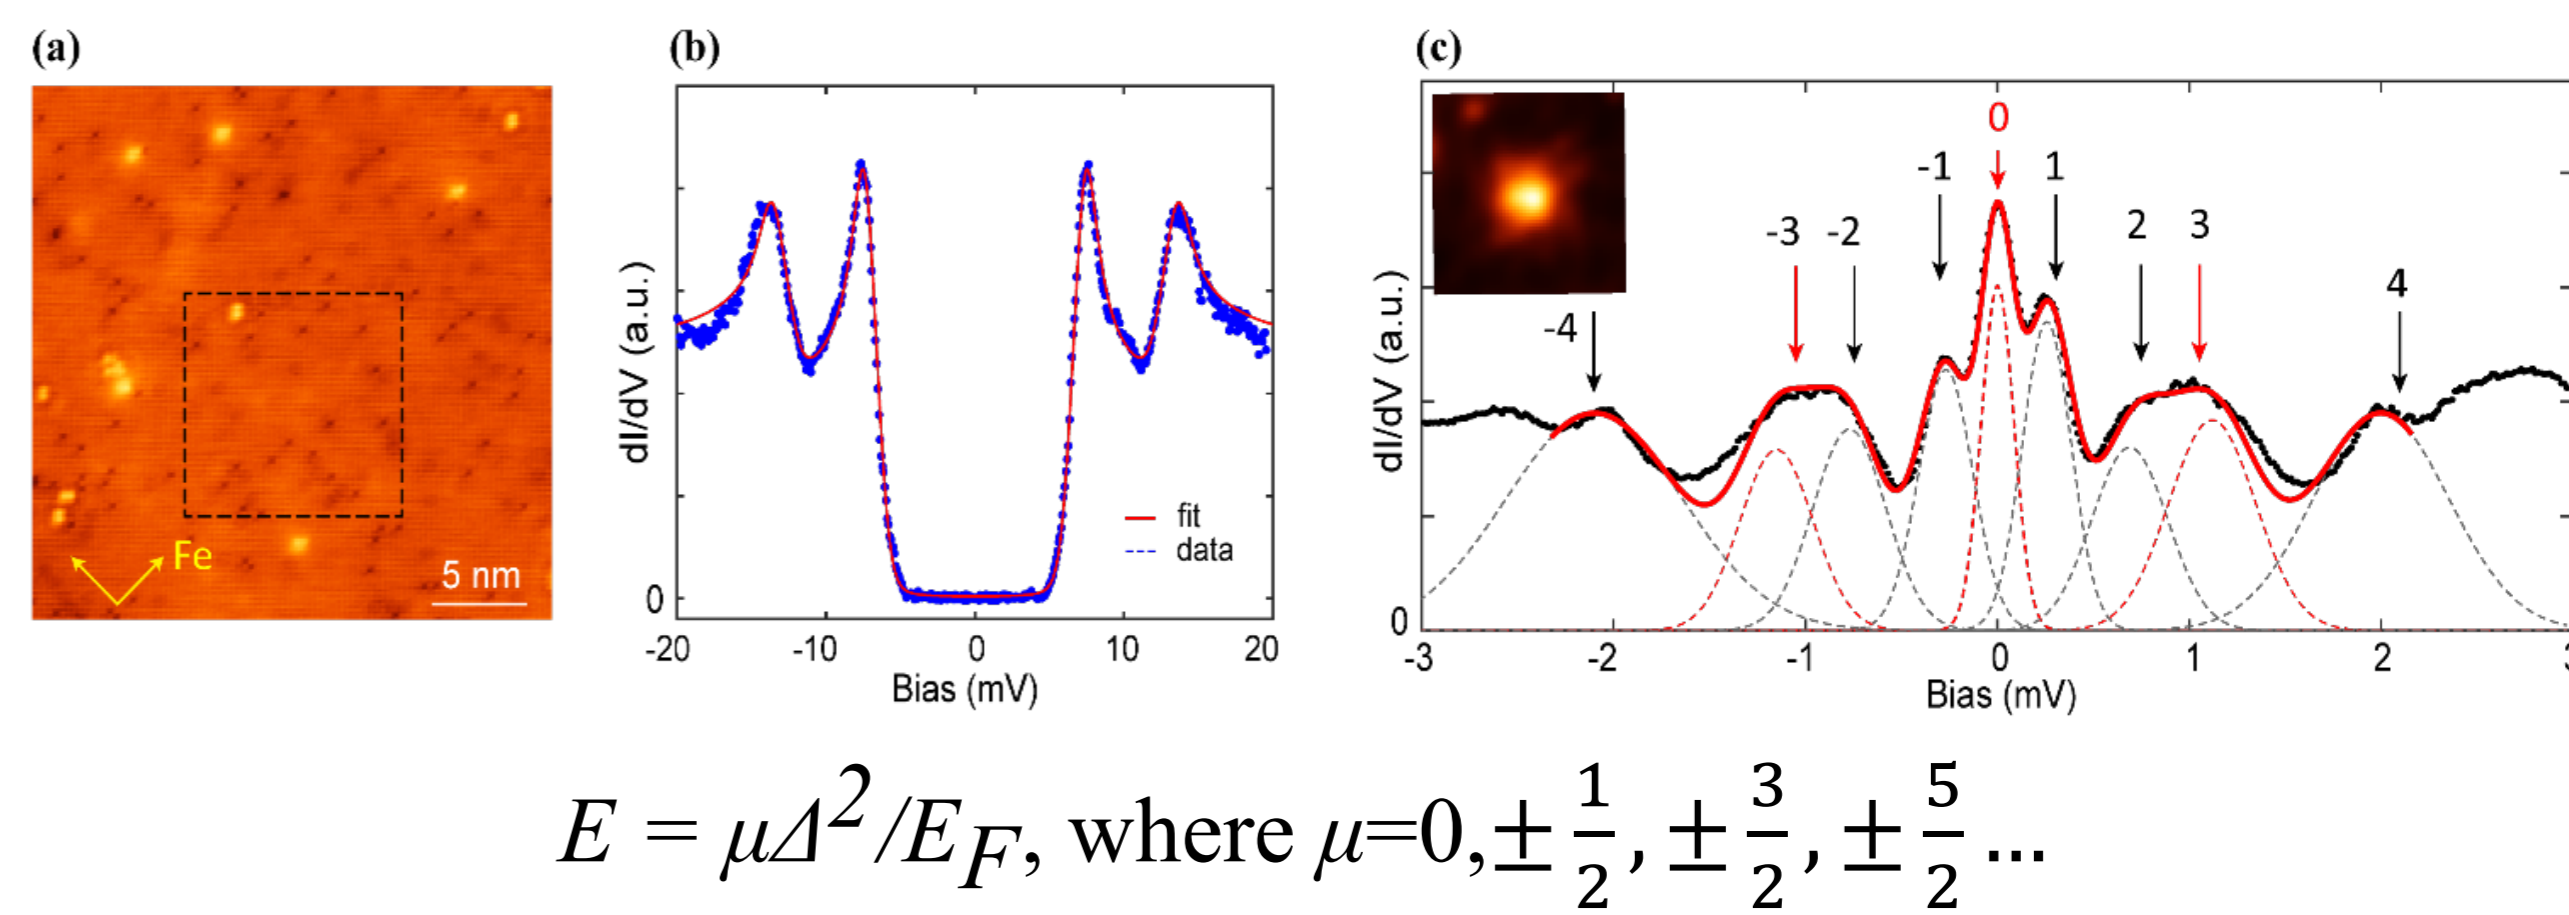 (a)
Fe
5 nm
(b)
dI/dV (a.u.)
0
fit
data
-20 -10 0 10 20
Bias (mV)
(c)
dI/dV (a.u.)
0
-4 -3 -2 -1 0 1 2 3 4
-3 -2 -1 0 1 2
Bias (mV)
E = μΔ²/E_F, where μ=0,± 1/2, ± 3/2, ± 5/2 ...